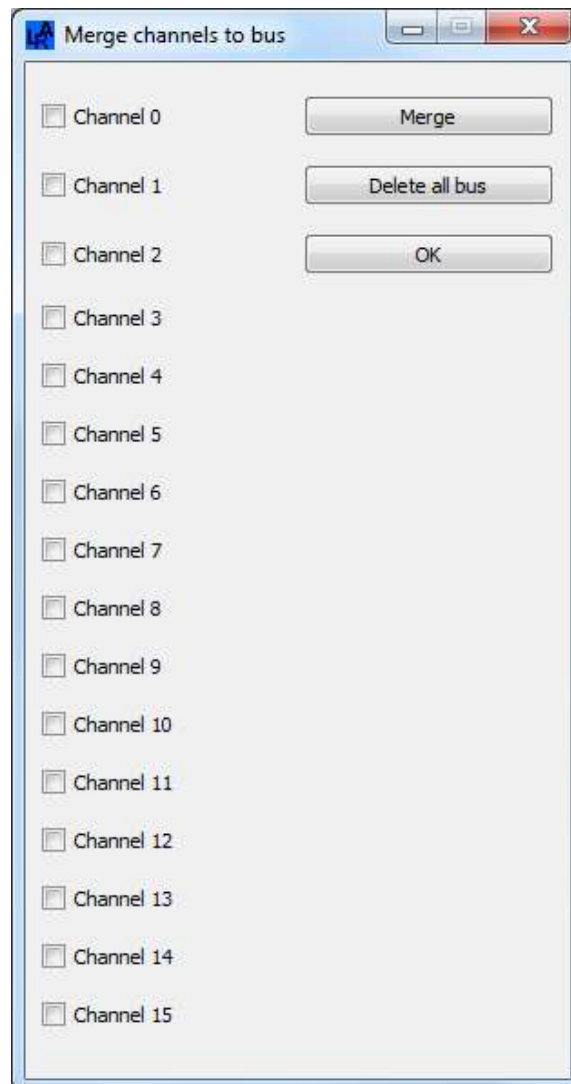 Merge channels to bus
Channel 0
Merge
Channel 1
Delete all bus
Channel 2
OK
Channel 3
Channel 4
Channel 5
Channel 6
Channel 7
Channel 8
Channel 9
Channel 10
Channel 11
Channel 12
Channel 13
Channel 14
Channel 15